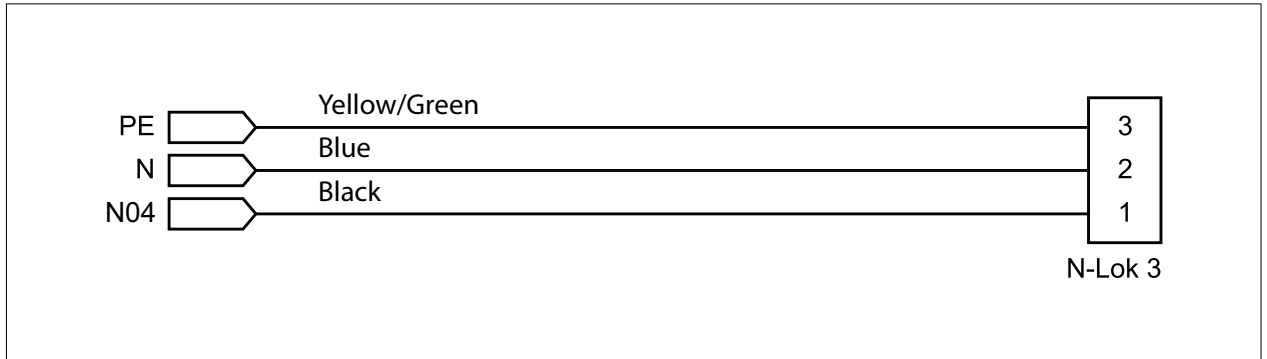 Yellow/Green
PE 3
Blue
N 2
Black
N04 1
N-Lok 3